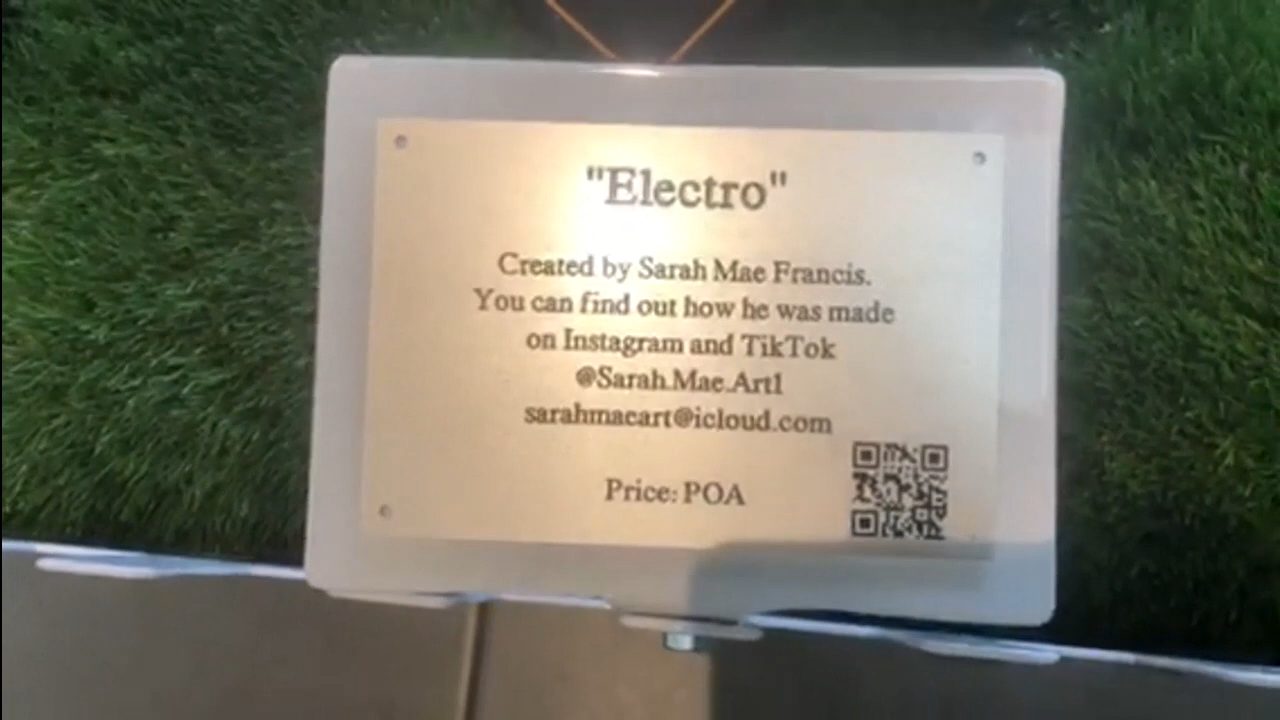 "Electro"
Created by Sarah Mae Francis.
You can find out how he was made
on Instagram and TikTok
@Sarah.Mae.Art1
sarahmaeart@icloud.com
Price: POA